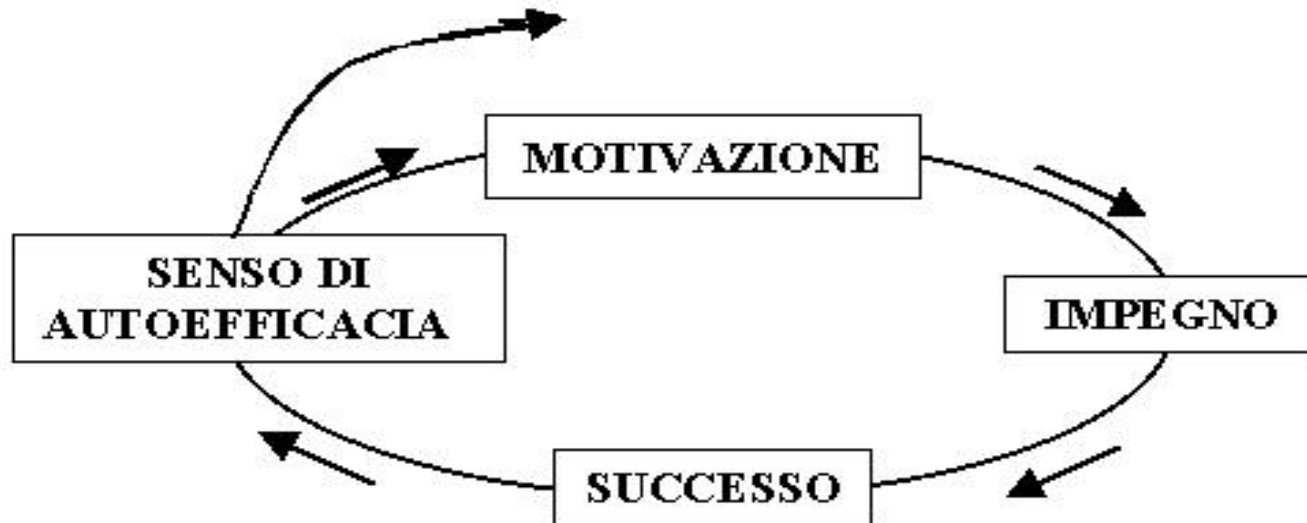 MOTIVAZIONE
SENSO DI
AUTOEFFICACIA
IMPEGNO
SUCCESSO